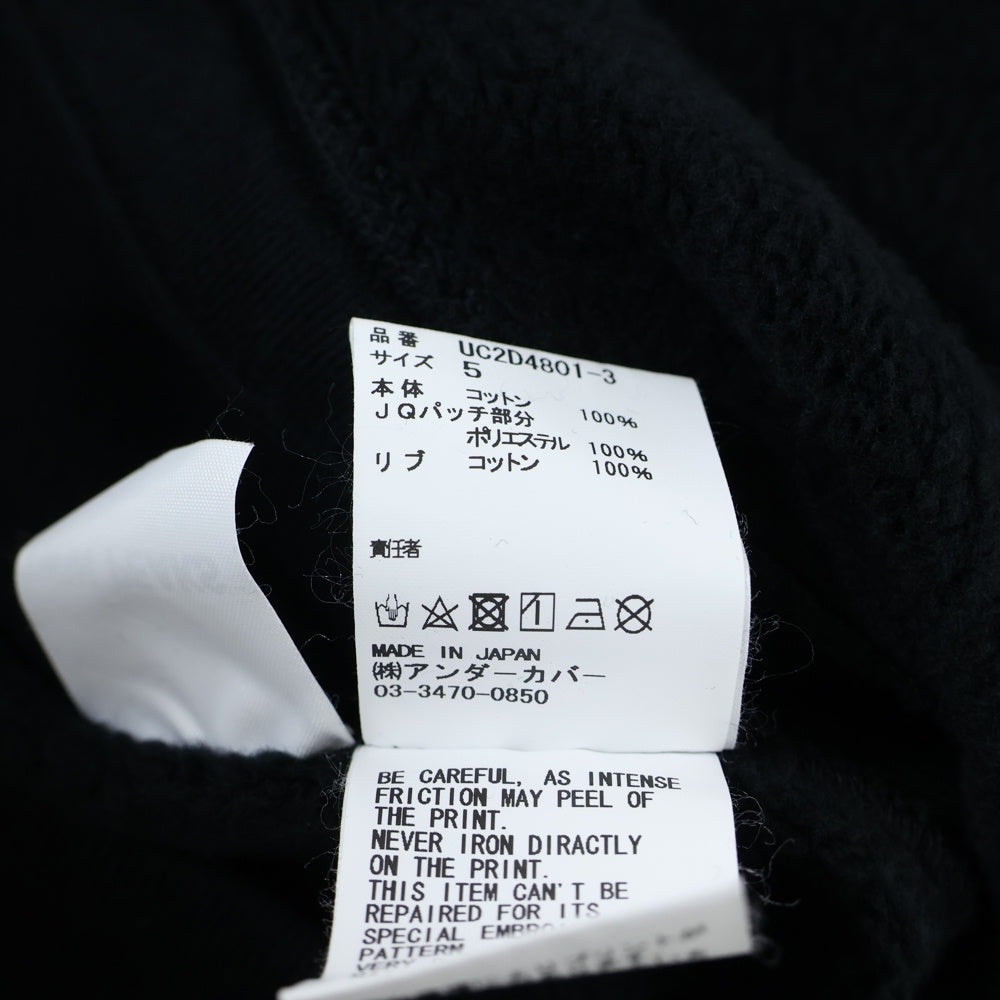 品番 UC2D4801-3
サイズ 5
本体 コットン 100%
JQパッチ部分
ポリエステル 100%
リブ コットン 100%
責任者
MADE IN JAPAN
㈱アンダーカバー
03-3470-0850
BE CAREFUL, AS INTENSE
FRICTION MAY PEEL OF
THE PRINT.
NEVER IRON DIRACTLY
ON THE PRINT.
THIS ITEM CAN'T BE
REPAIRED FOR ITS
SPECIAL
PATTERN
VERY